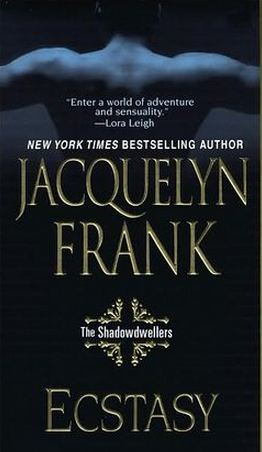 "Enter a world of adventure
and sensuality."
—Lora Leigh
NEW YORK TIMES BESTSELLING AUTHOR
JACQUELYN
FRANK
The Shadowdwellers
ECSTASY